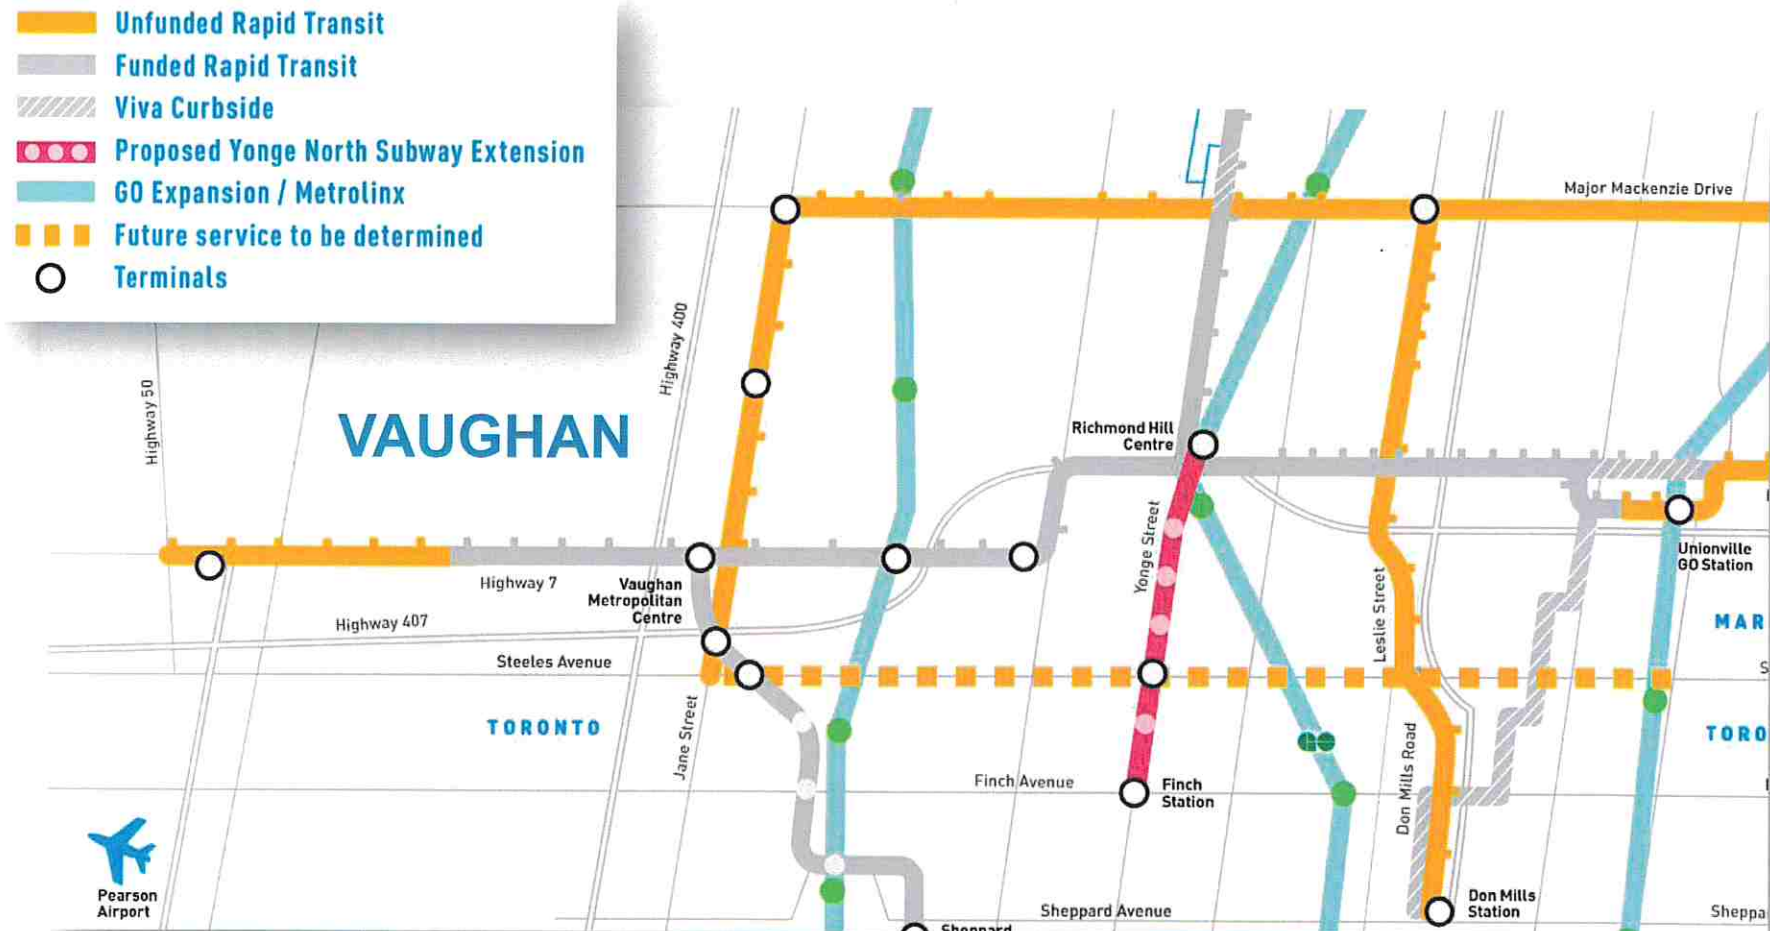 Unfunded Rapid Transit
Funded Rapid Transit
Viva Curbside
Proposed Yonge North Subway Extension
GO Expansion / Metrolinx
Future service to be determined
Terminals
Major Mackenzie Drive
Highway 400
Highway 50
VAUGHAN
Richmond Hill
Centre
Yonge Street
Unionville
GO Station
Highway 7
Vaughan
Metropolitan
Centre
Highway 407
Leslie Street
MAR
Steeles Avenue
S
TORONTO
TORO
Jane Street
Finch Avenue
Finch
Station
Don Mills Road
Pearson
Airport
Sheppard Avenue
Don Mills
Station
Sheppa
Sheppard